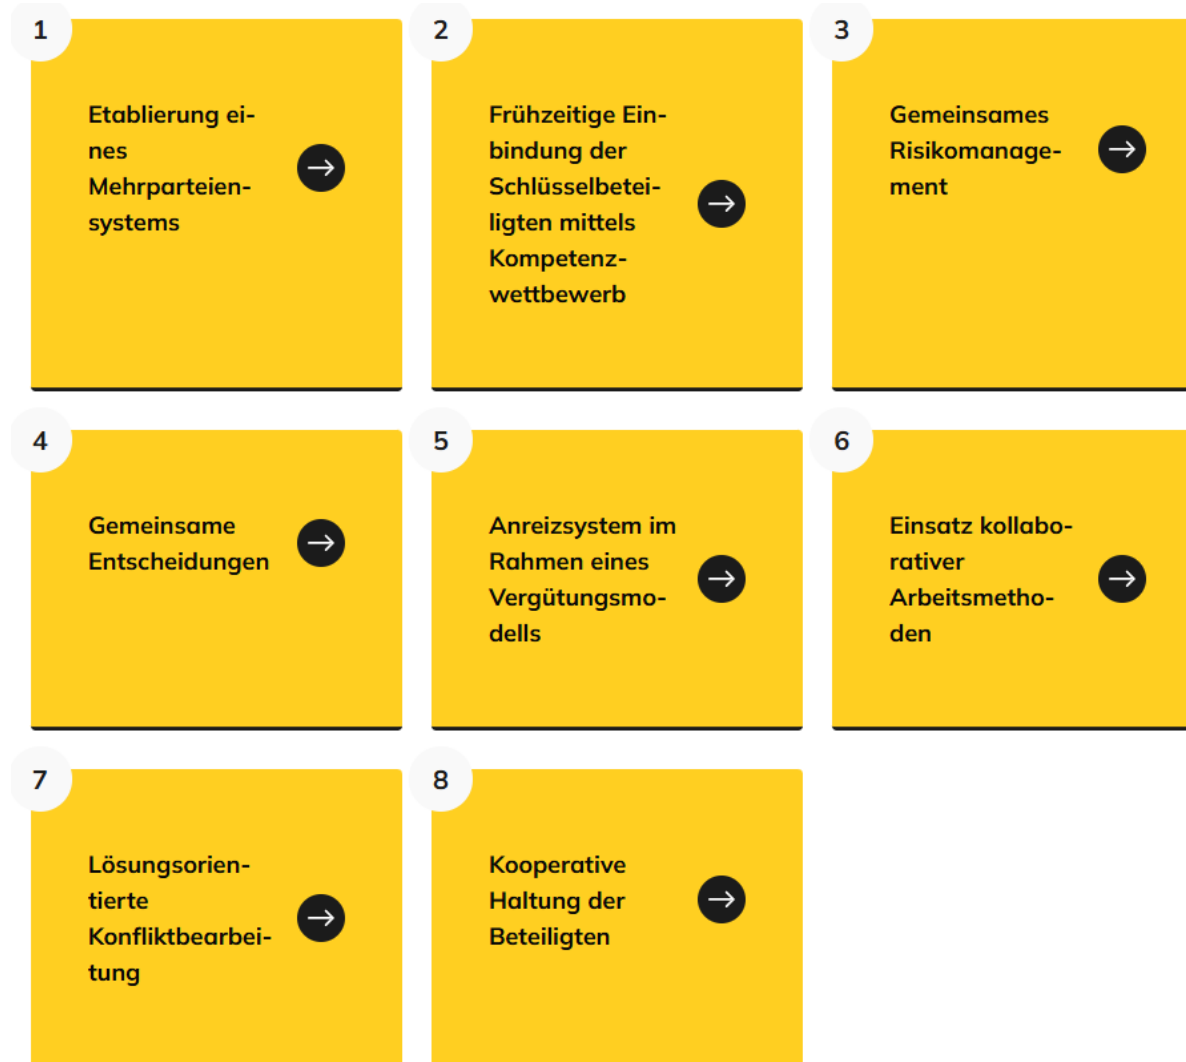 1
Etablierung ei-
nes
Mehrparteien-
systems
2
Frühzeitige Ein-
bindung der
Schlüsselbetei-
ligten mittels
Kompetenz-
wettbewerb
3
Gemeinsames
Risikomanage-
ment
4
Gemeinsame
Entscheidungen
5
Anreizsystem im
Rahmen eines
Vergütungsmo-
dells
6
Einsatz kollabo-
rativer
Arbeitsmetho-
den
7
Lösungsorien-
tierte
Konfliktbearbei-
tung
8
Kooperative
Haltung der
Beteiligten